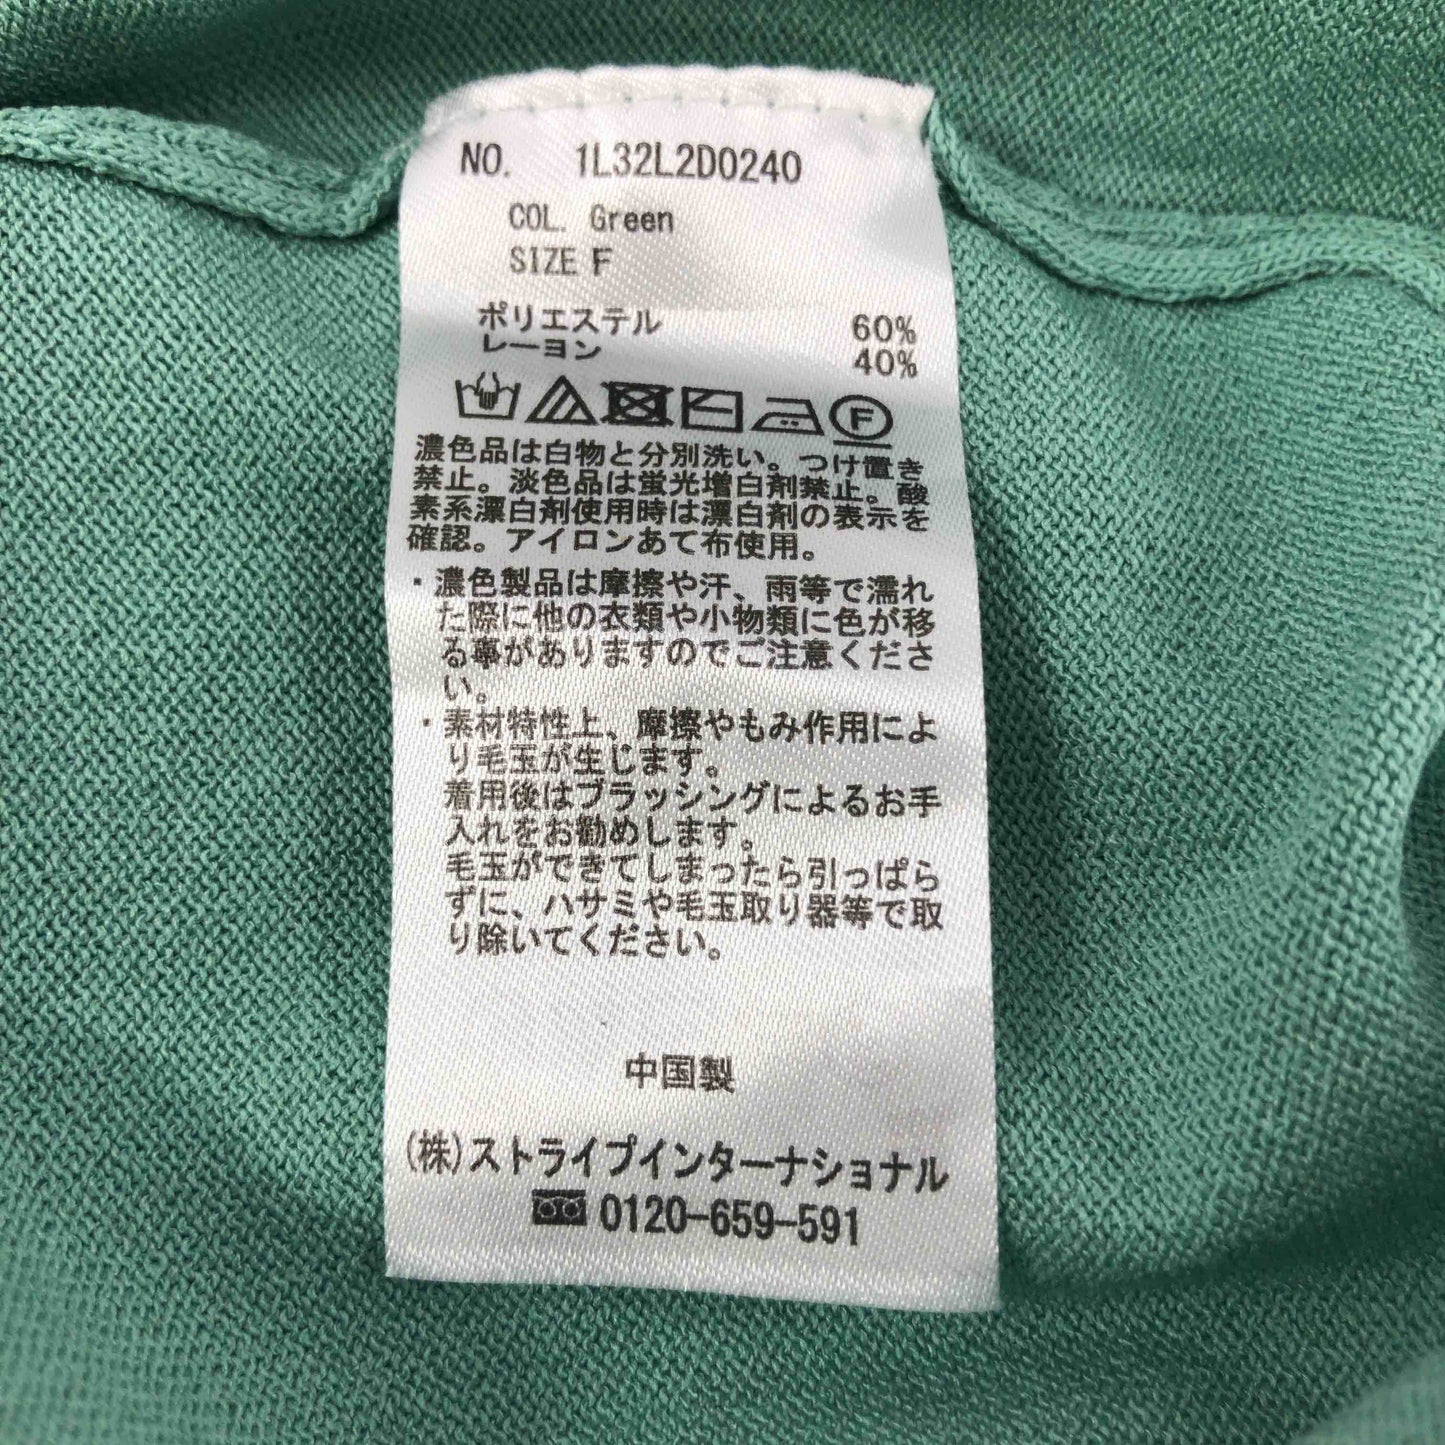 NO. 1L32L2D0240
COL. Green
SIZE F
ポリエステル 60%
レーヨン 40%
F
濃色品は白物と分別洗い。つけ置き
禁止。淡色品は蛍光増白剤禁止。酸
素系漂白剤使用時は漂白剤の表示を
確認。アイロンあて布使用。
・濃色製品は摩擦や汗、雨等で濡れ
た際に他の衣類や小物類に色が移
る事がありますのでご注意くださ
い。
・素材特性上、摩擦やもみ作用によ
り毛玉が生じます。
着用後はブラッシングによるお手
入れをお勧めします。
毛玉ができてしまったら引っぱら
ずに、ハサミや毛玉取り器等で取
り除いてください。
中国製
(株)ストライプインターナショナル
0120-659-591